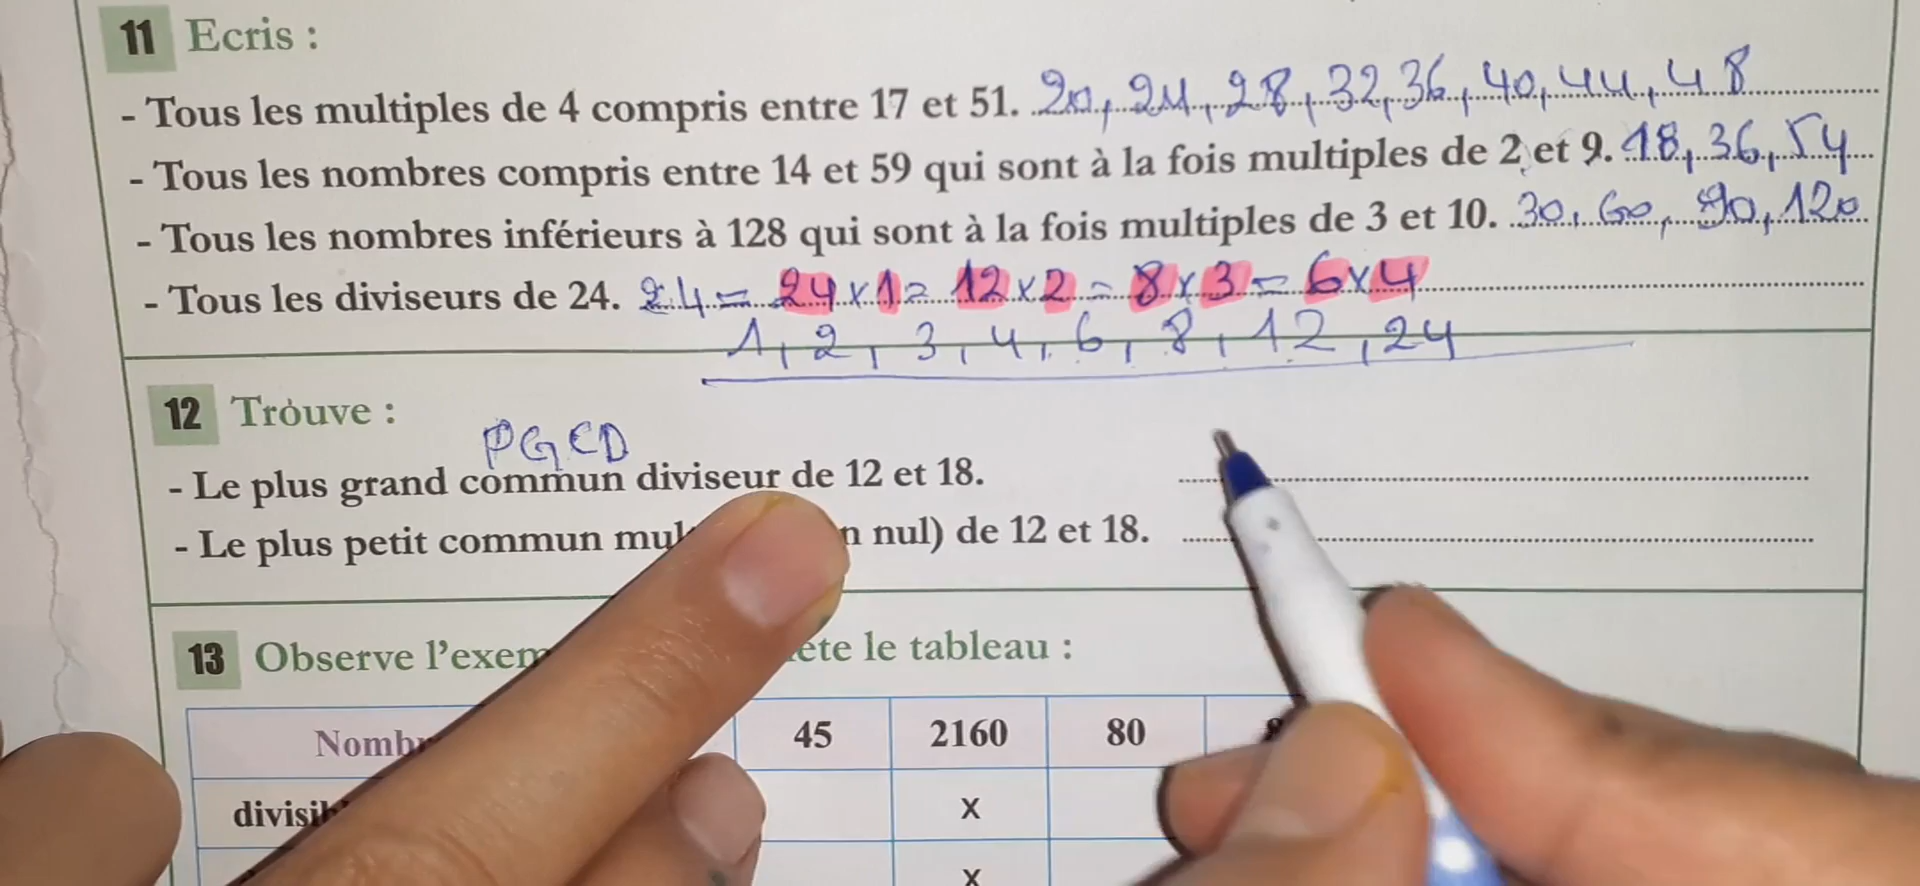 11 Ecris :
- Tous les multiples de 4 compris entre 17 et 51. 20, 24, 28, 32, 36, 40, 44, 48
- Tous les nombres compris entre 14 et 59 qui sont à la fois multiples de 2 et 9. 18, 36, 54
- Tous les nombres inférieurs à 128 qui sont à la fois multiples de 3 et 10. 30, 60, 90, 120
- Tous les diviseurs de 24. 24 = 24 x 1 = 12 x 2 = 8 x 3 = 6 x 4
1, 2, 3, 4, 6, 8, 12, 24
12 Trouve :
PGCD
- Le plus grand commun diviseur de 12 et 18.
- Le plus petit commun nul) de 12 et 18.
13 Observe l'exem ète le tableau :
Nomb 45 2160 80
divisi x
x